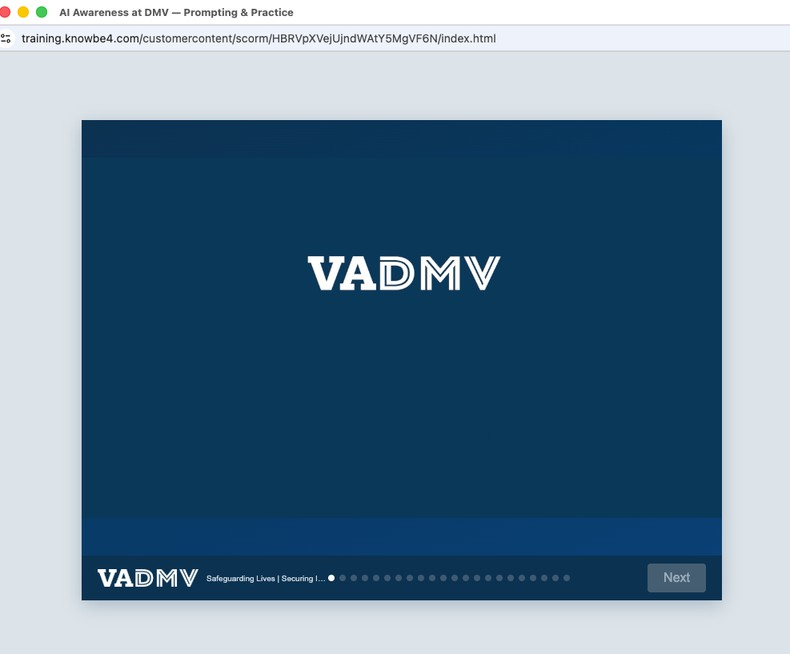 AI Awareness at DMV — Prompting & Practice
training.knowbe4.com/customercontent/scorm/HBRVpXVejUjndWAtY5MgVF6N/index.html
VADMV
VADMV
Safeguarding Lives | Securing I...
Next